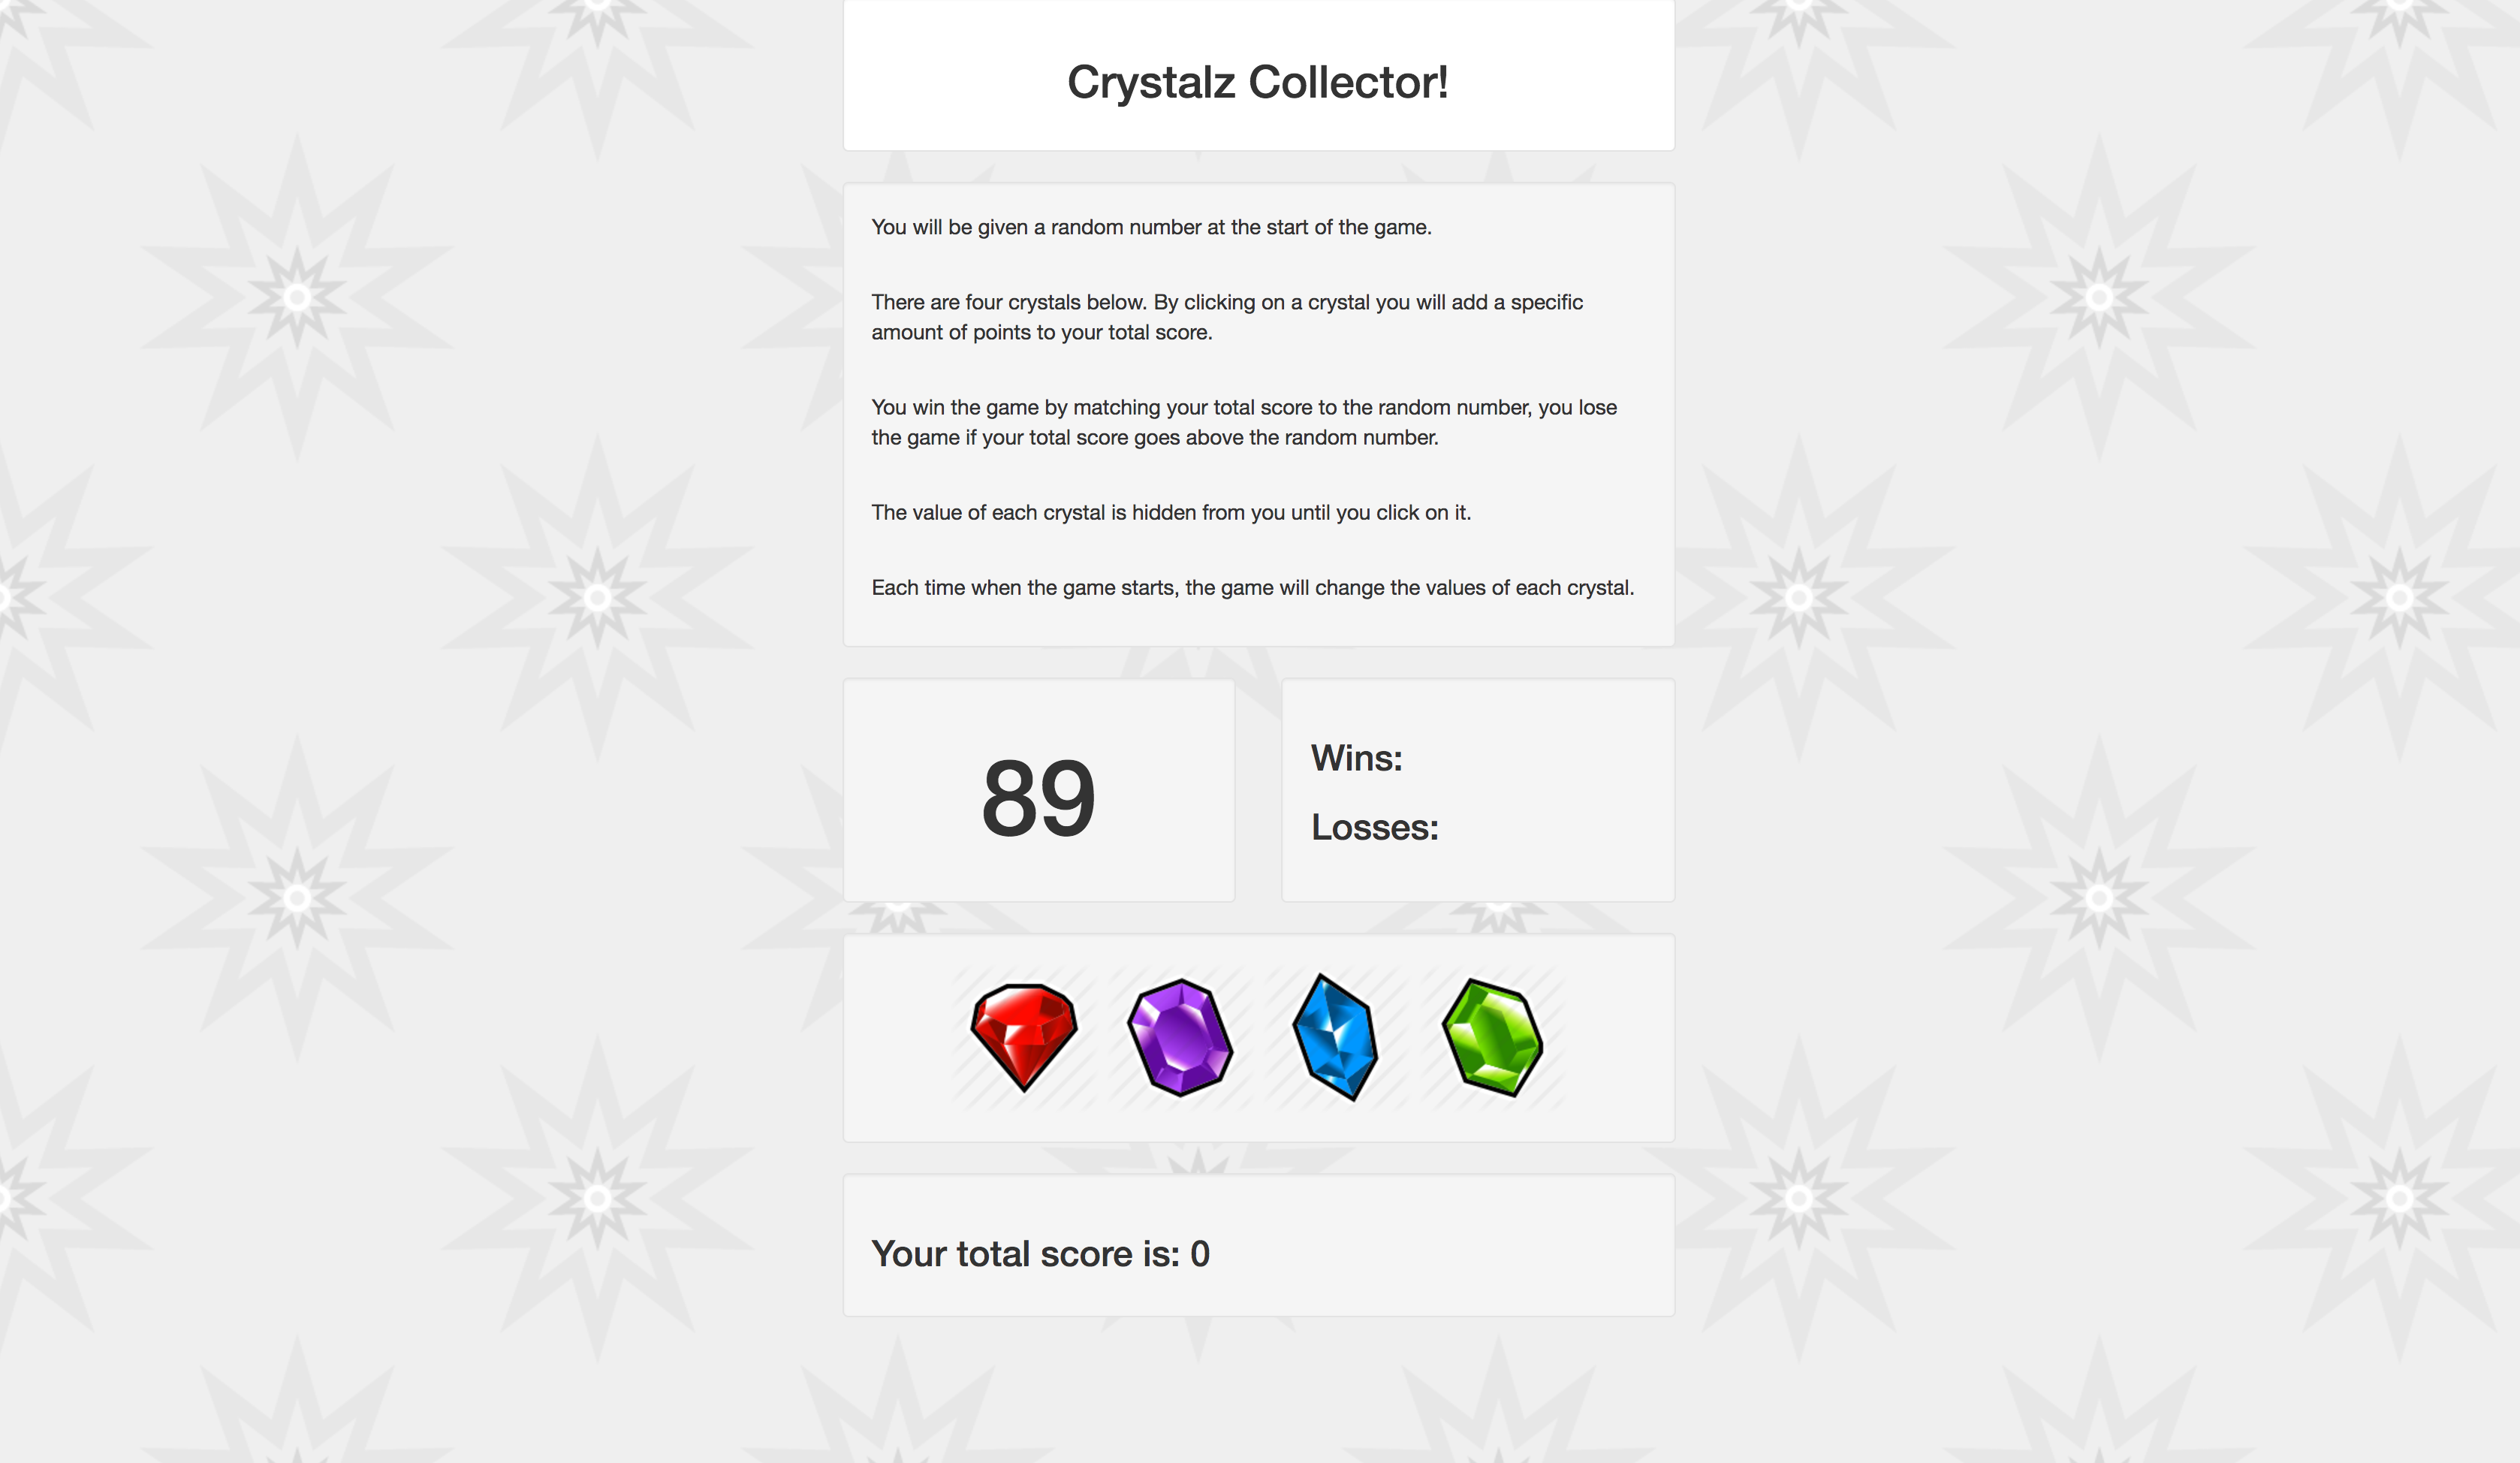 Crystalz Collector!
You will be given a random number at the start of the game.
There are four crystals below. By clicking on a crystal you will add a specific
amount of points to your total score.
You win the game by matching your total score to the random number, you lose
the game if your total score goes above the random number.
The value of each crystal is hidden from you until you click on it.
Each time when the game starts, the game will change the values of each crystal.
89
Wins:
Losses:
Your total score is: 0